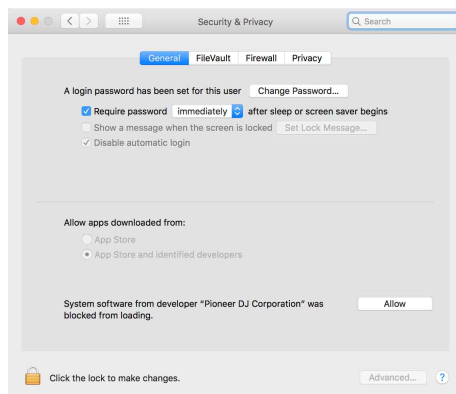 Security & Privacy
Search
General FileVault Firewall Privacy
A login password has been set for this user Change Password...
Require password immediately after sleep or screen saver begins
Show a message when the screen is locked Set Lock Message...
Disable automatic login
Allow apps downloaded from:
App Store
App Store and identified developers
System software from developer "Pioneer DJ Corporation" was Allow
blocked from loading.
Click the lock to make changes. Advanced... ?